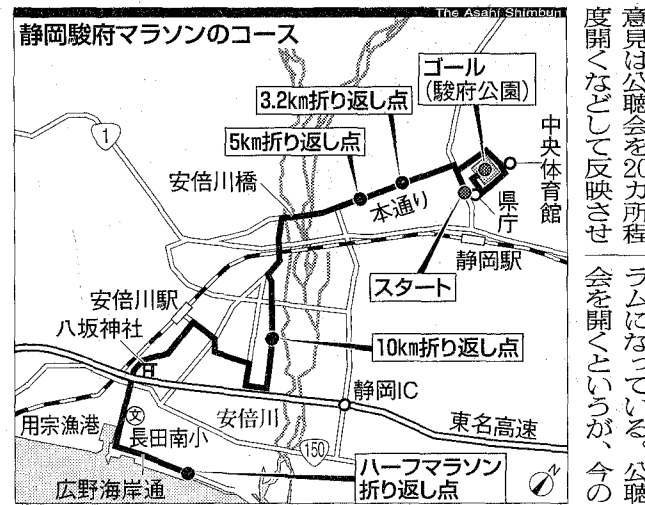 The Asahi Shimbun
静岡駿府マラソンのコース
ゴール
(駿府公園)
3.2km折り返し点
5km折り返し点
中央体育館
1
安倍川橋
本通り
県庁
静岡駅
スタート
安倍川駅
八坂神社
10km折り返し点
静岡IC
用宗漁港
文
長田南小
安倍川
東名高速
150
ハーフマラソン
折り返し点
広野海岸通
N
意見は公聴会を20カ所程
度開くなどして反映させ
ラムになっている。公聴
会を開くというが、今の